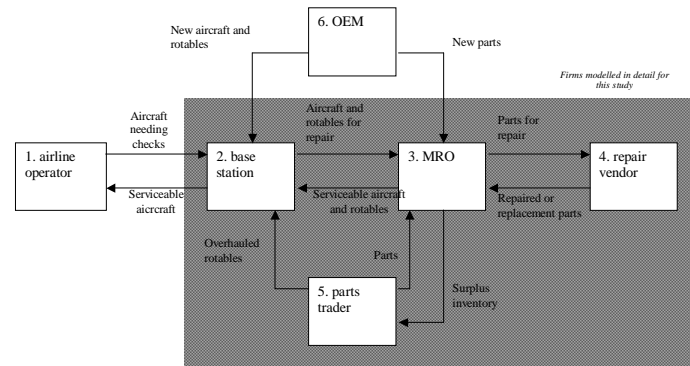 6. OEM
New aircraft and
rotables
New parts
Firms modelled in detail for
this study
Aircraft
needing
checks
Aircraft and
rotables for
repair
Parts for
repair
1. airline
operator
2. base
station
3. MRO
4. repair
vendor
Serviceable
aicrcraft
Serviceable aircraft
and rotables
Repaired or
replacement parts
Overhauled
rotables
Parts
5. parts
trader
Surplus
inventory